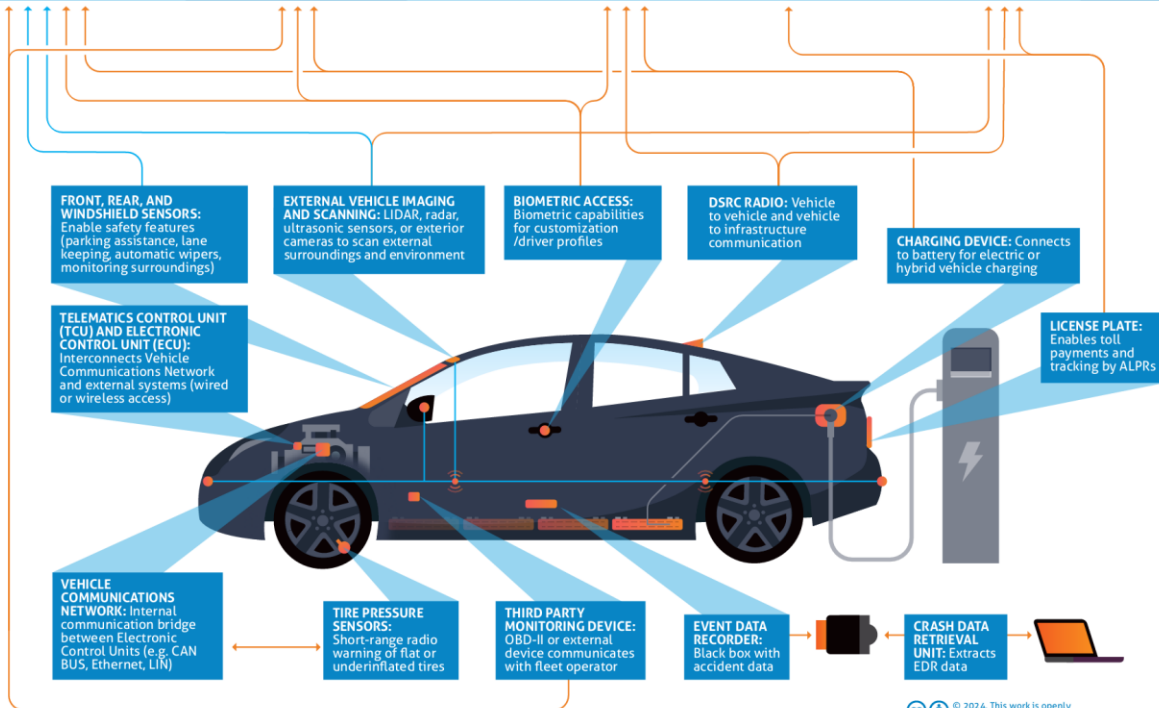 FRONT, REAR, AND
WINDSHIELD SENSORS:
Enable safety features
(parking assistance, lane
keeping, automatic wipers,
monitoring surroundings)
EXTERNAL VEHICLE IMAGING
AND SCANNING: LIDAR, radar,
ultrasonic sensors, or exterior
cameras to scan external
surroundings and environment
BIOMETRIC ACCESS:
Biometric capabilities
for customization
/driver profiles
DSRC RADIO: Vehicle
to vehicle and vehicle
to infrastructure
communication
CHARGING DEVICE: Connects
to battery for electric or
hybrid vehicle charging
TELEMATICS CONTROL UNIT
(TCU) AND ELECTRONIC
CONTROL UNIT (ECU):
Interconnects Vehicle
Communications Network
and external systems (wired
or wireless access)
LICENSE PLATE:
Enables toll
payments and
tracking by ALPRs
VEHICLE
COMMUNICATIONS
NETWORK: Internal
communication bridge
between Electronic
Control Units (e.g. CAN
BUS, Ethernet, LIN)
TIRE PRESSURE
SENSORS:
Short-range radio
warning of flat or
underinflated tires
THIRD PARTY
MONITORING DEVICE:
OBD-II or external
device communicates
with fleet operator
EVENT DATA
RECORDER:
Black box with
accident data
CRASH DATA
RETRIEVAL
UNIT: Extracts
EDR data
© 2024. This work is openly